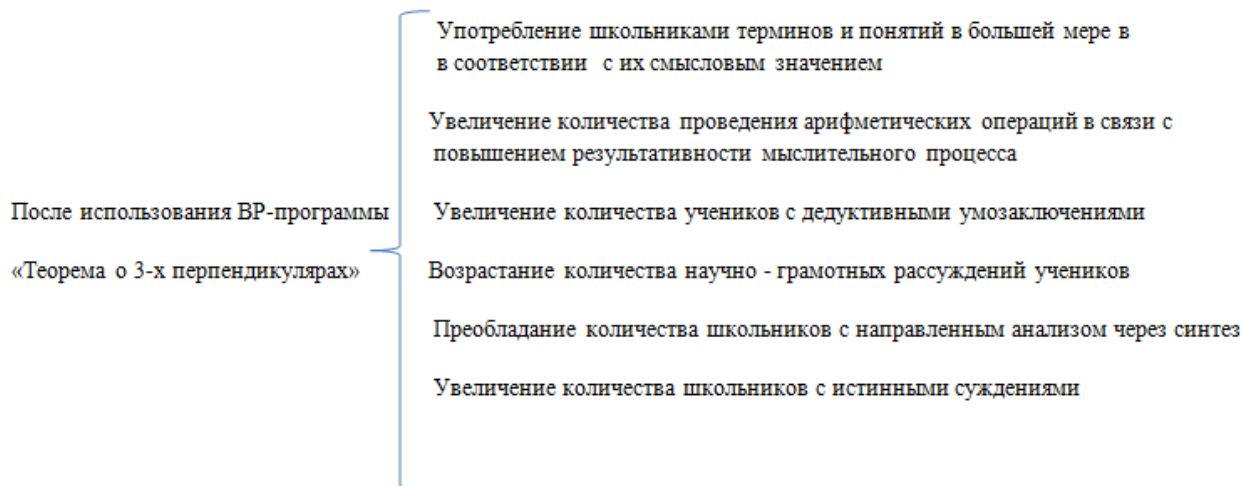 Употребление школьниками терминов и понятий в большей мере в
в соответствии с их смысловым значением
Увеличение количества проведения арифметических операций в связи с
повышением результативности мыслительного процесса
После использования ВР-программы
«Теорема о 3-х перпендикулярах»
Увеличение количества учеников с дедуктивными умозаключениями
Возрастание количества научно - грамотных рассуждений учеников
Преобладание количества школьников с направленным анализом через синтез
Увеличение количества школьников с истинными суждениями